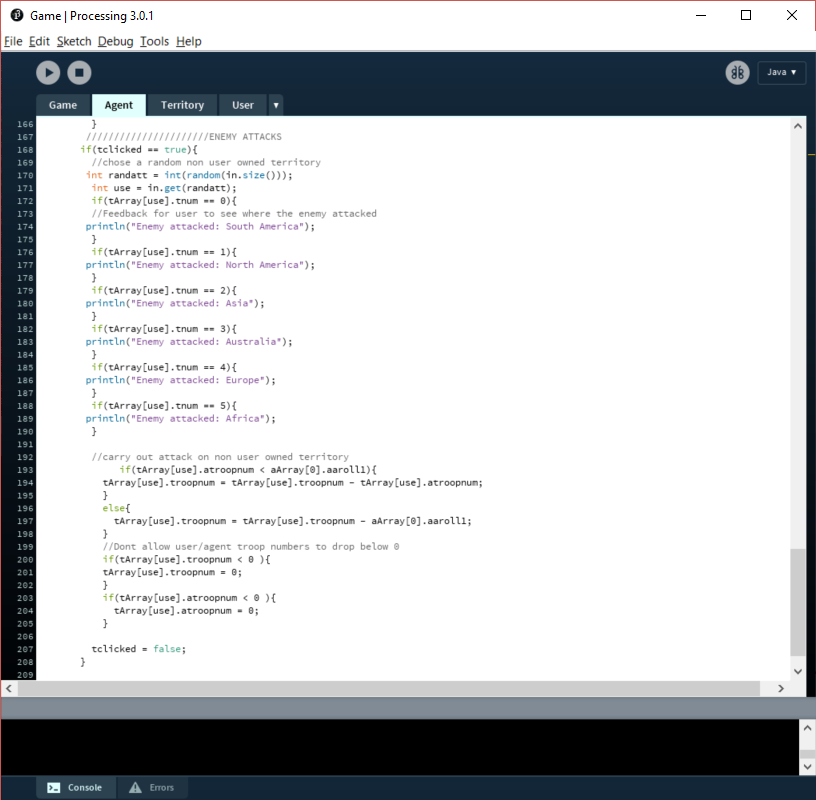 Game | Processing 3.0.1
File Edit Sketch Debug Tools Help
Java ▾
Game Agent Territory User ▾
166 }
167 //////////////////////ENEMY ATTACKS
168 if(tclicked == true){
169 //chose a random non user owned territory
170 int randatt = int(random(in.size()));
171 int use = in.get(randatt);
172 if(tArray[use].tnum == 0){
173 //Feedback for user to see where the enemy attacked
174 println("Enemy attacked: South America");
175 }
176 if(tArray[use].tnum == 1){
177 println("Enemy attacked: North America");
178 }
179 if(tArray[use].tnum == 2){
180 println("Enemy attacked: Asia");
181 }
182 if(tArray[use].tnum == 3){
183 println("Enemy attacked: Australia");
184 }
185 if(tArray[use].tnum == 4){
186 println("Enemy attacked: Europe");
187 }
188 if(tArray[use].tnum == 5){
189 println("Enemy attacked: Africa");
190 }
191
192 //carry out attack on non user owned territory
193 if(tArray[use].atroopnum < aArray[0].aaroll1){
194 tArray[use].troopnum = tArray[use].troopnum - tArray[use].atroopnum;
195 }
196 else{
197 tArray[use].troopnum = tArray[use].troopnum - aArray[0].aaroll1;
198 }
199 //Dont allow user/agent troop numbers to drop below 0
200 if(tArray[use].troopnum < 0 ){
201 tArray[use].troopnum = 0;
202 }
203 if(tArray[use].atroopnum < 0 ){
204 tArray[use].atroopnum = 0;
205 }
206
207 tclicked = false;
208 }
209
Console Errors